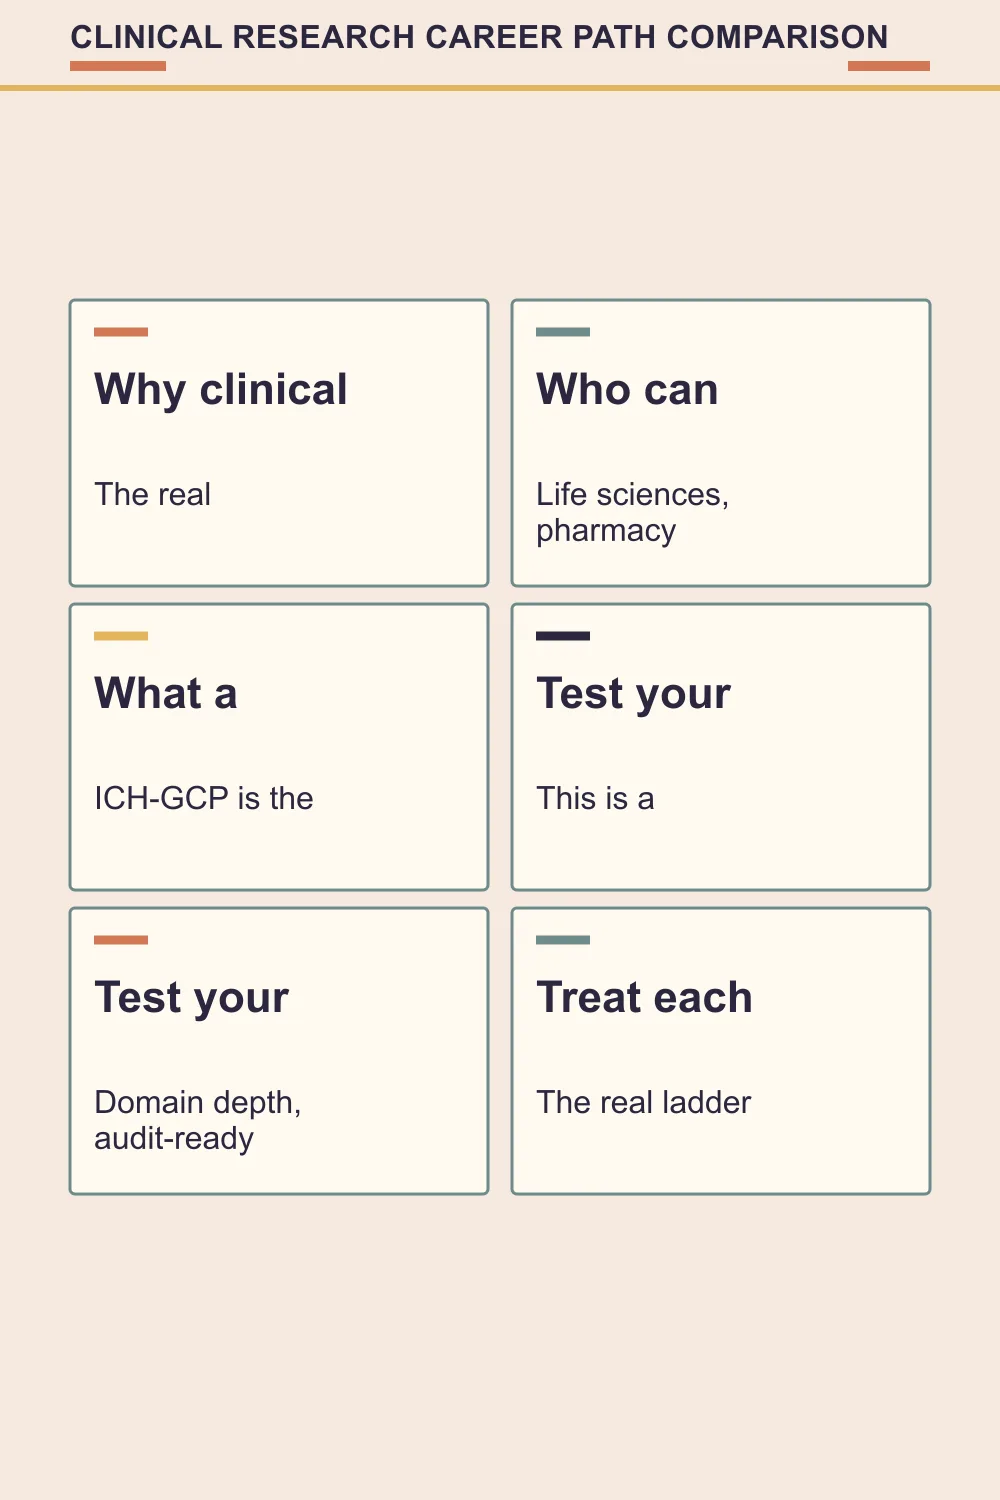 CLINICAL RESEARCH CAREER PATH COMPARISON
Why clinical
The real
Who can
Life sciences,
pharmacy
What a
ICH-GCP is the
Test your
This is a
Test your
Domain depth,
audit-ready
Treat each
The real ladder